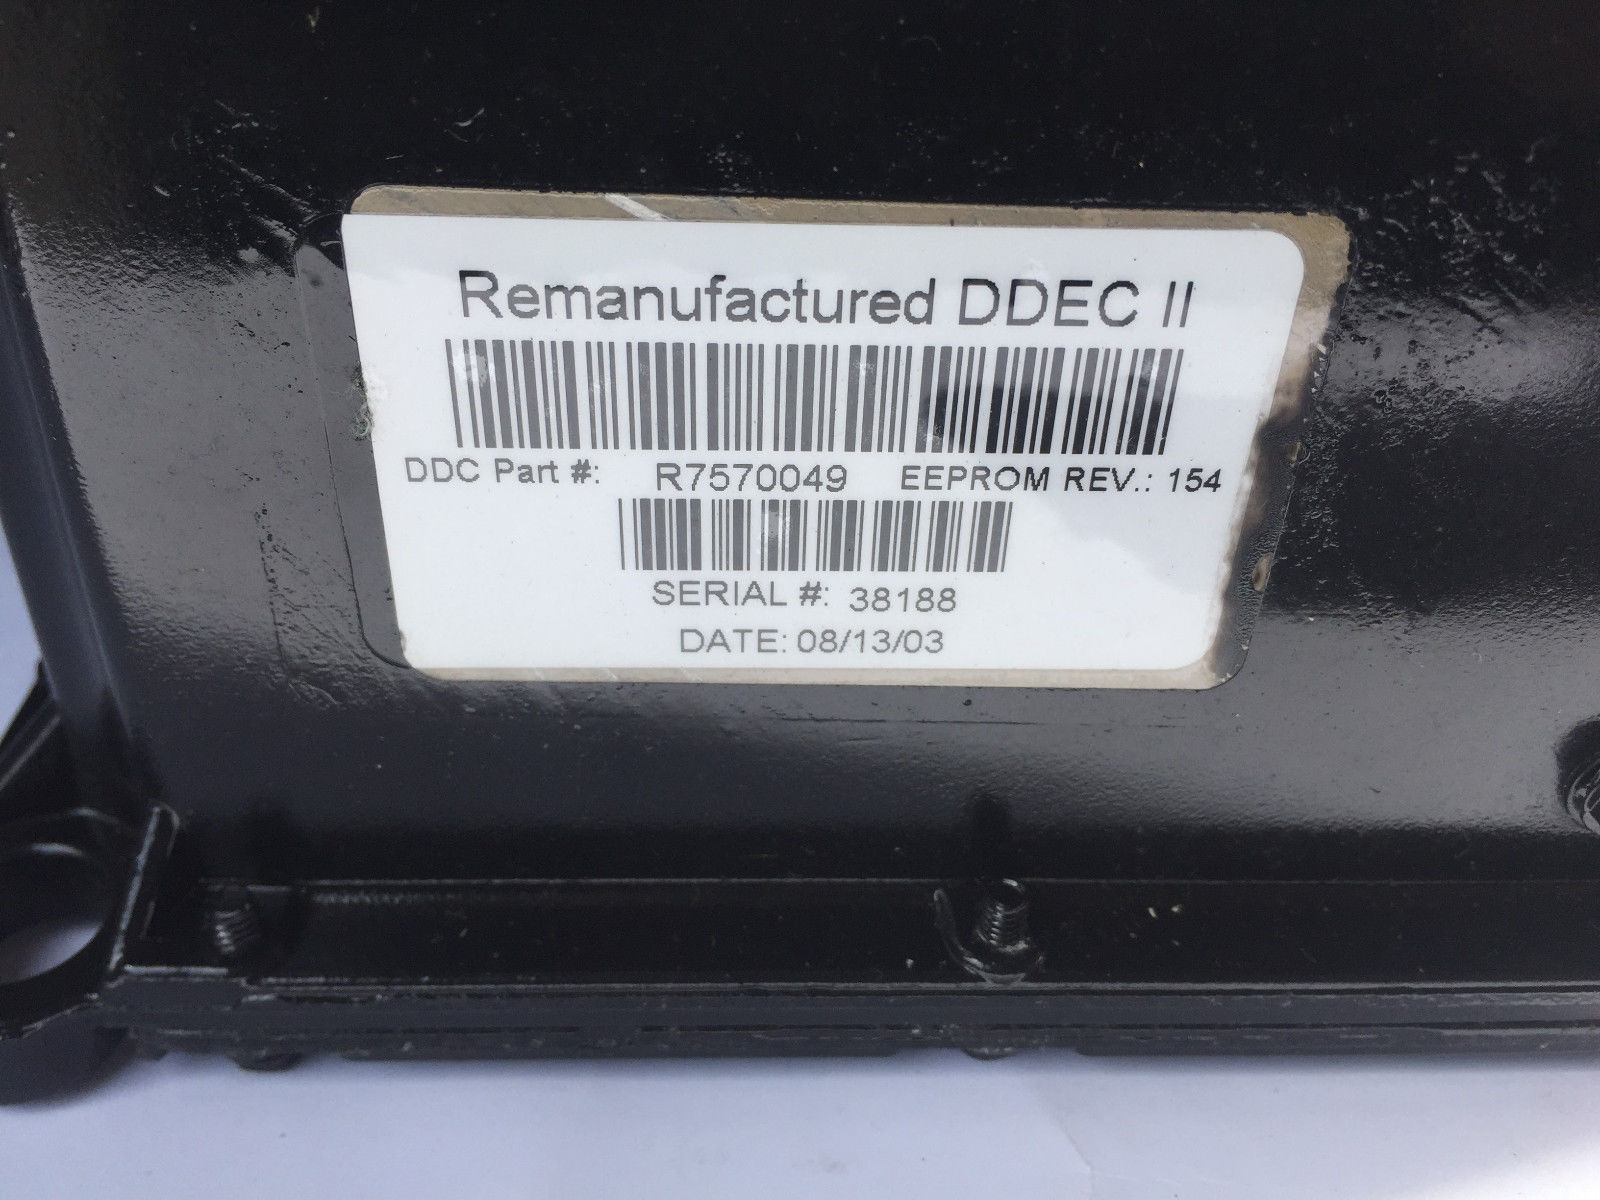 Remanufactured DDEC II
DDC Part #: R7570049 EEPROM REV.: 154
SERIAL #: 38188
DATE: 08/13/03